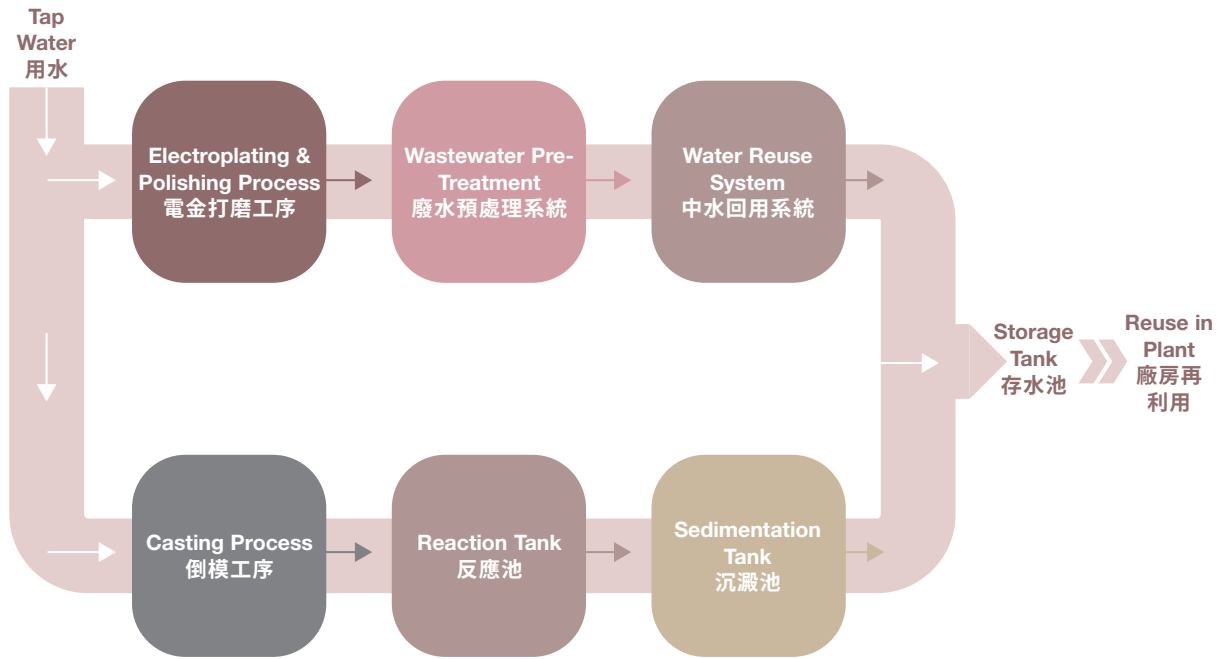 Tap
Water
用水
Electroplating &
Polishing Process
電金打磨工序
Wastewater Pre-
Treatment
廢水預處理系統
Water Reuse
System
中水回用系統
Storage
Tank
存水池
Reuse in
Plant
廠房再
利用
Casting Process
倒模工序
Reaction Tank
反應池
Sedimentation
Tank
沉澱池